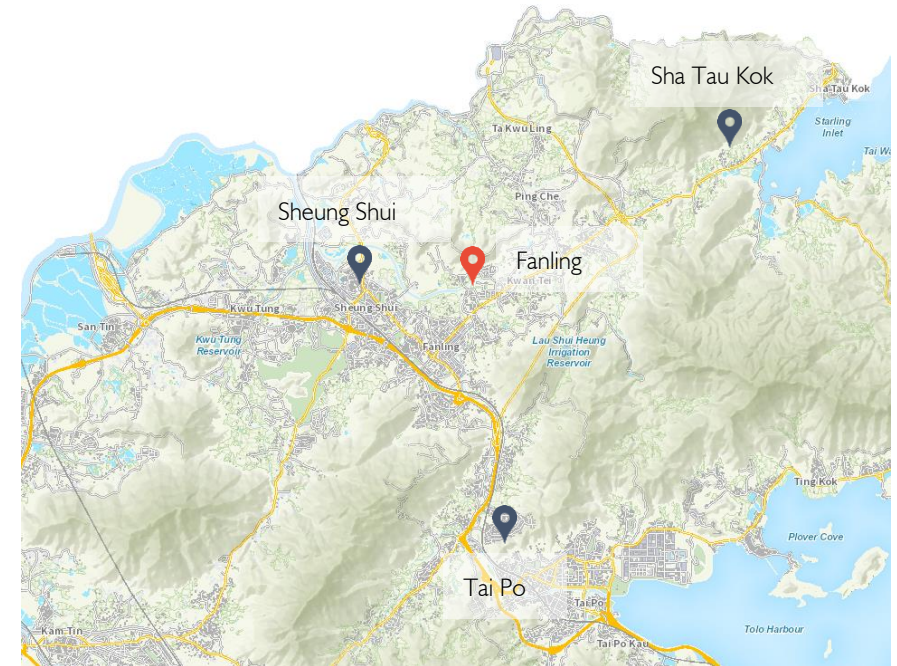 Sha Tau Kok
Sha Tau Kok
Starling
Inlet
Ta Kwu Ling
Ping Che
Sheung Shui
Fanling
Kwan Tei
Sheung Shui
Kwu Tung
San Tin
Kwu Tung
Reservoir
Fanling
Lau Shui Heung
Irrigation
Reservoir
Ting Kok
Plover Cove
Tai Po
Tai Po
Kam Tin
Tai Po Kau
Tolo Harbour